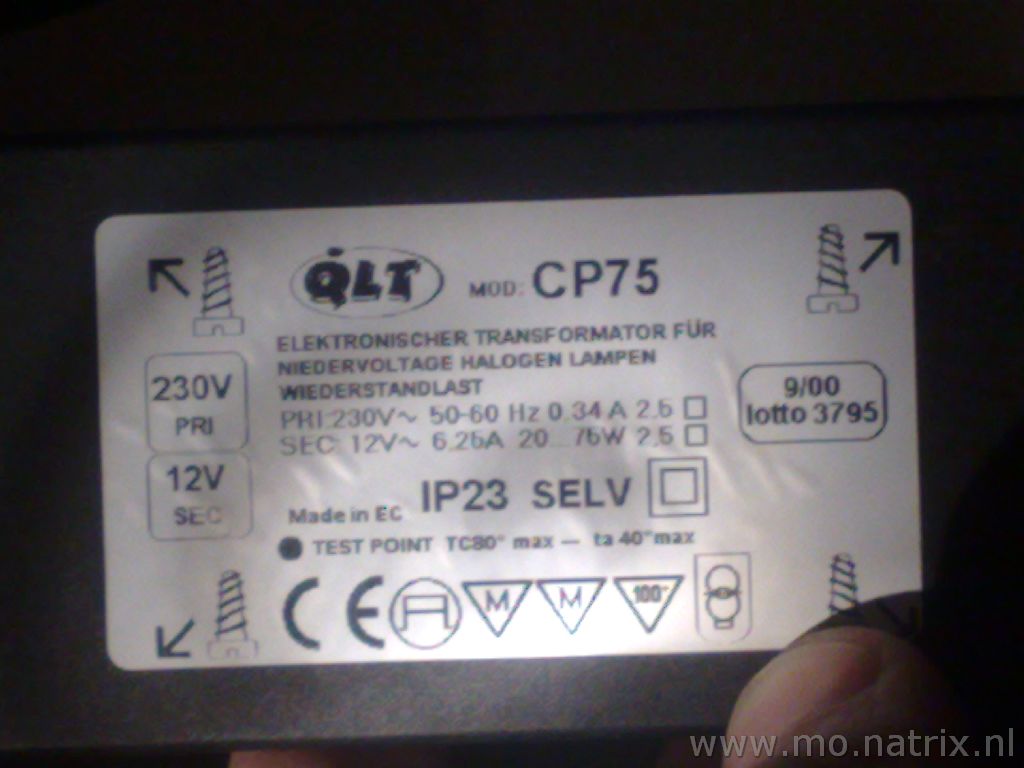 QLT MOD: CP75
ELEKTRONISCHER TRANSFORMATOR FÜR
NIEDERVOLTAGE HALOGEN LAMPEN
WIEDERSTANDLAST
PRI:230V~ 50-60 Hz 0.34 A 2.5
SEC: 12V~ 6.25A 20...75W 2.5
230V
PRI
12V
SEC
9/00
lotto 3795
Made in EC IP23 SELV
TEST POINT TC80° max — ta 40° max
CE M M 100°
www.mo.natrix.nl